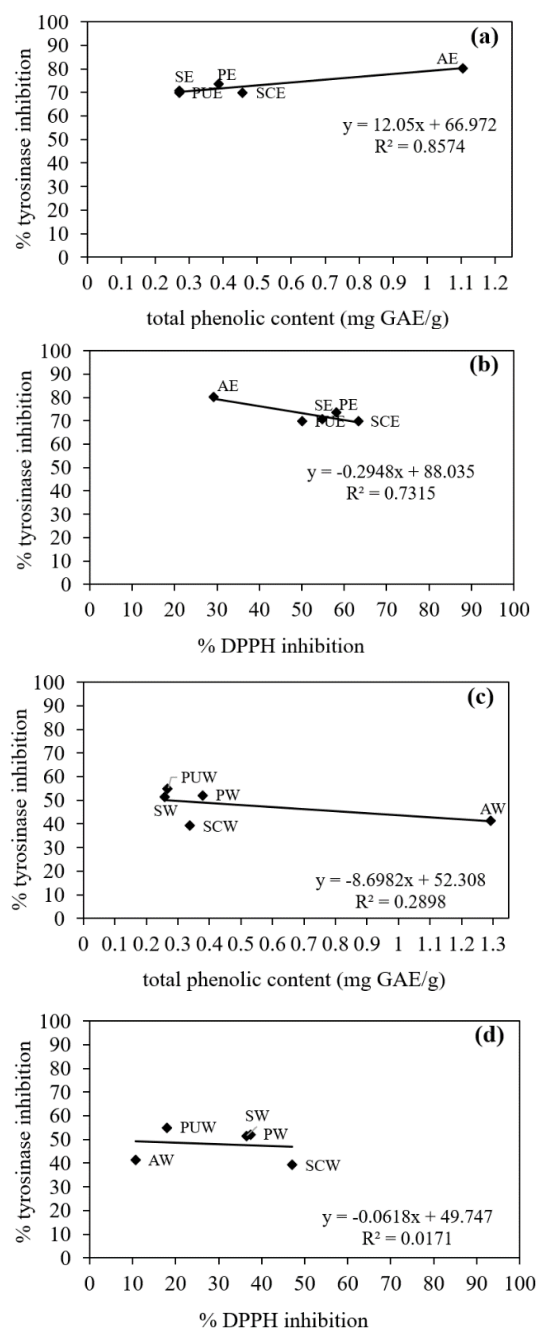 (a)
% tyrosinase inhibition
100
90
80
70
60
50
40
30
20
10
0
SE
PE
AE
PUE
SCE
y = 12.05x + 66.972
R² = 0.8574
0 0.1 0.2 0.3 0.4 0.5 0.6 0.7 0.8 0.9 1 1.1 1.2
total phenolic content (mg GAE/g)
(b)
% tyrosinase inhibition
100
90
80
70
60
50
40
30
20
10
0
AE
SE
PE
PUE
SCE
y = -0.2948x + 88.035
R² = 0.7315
0 10 20 30 40 50 60 70 80 90 100
% DPPH inhibition
(c)
% tyrosinase inhibition
100
90
80
70
60
50
40
30
20
10
0
PUW
PW
SW
SCW
AW
y = -8.6982x + 52.308
R² = 0.2898
0 0.1 0.2 0.3 0.4 0.5 0.6 0.7 0.8 0.9 1 1.1 1.2 1.3
total phenolic content (mg GAE/g)
(d)
% tyrosinase inhibition
100
90
80
70
60
50
40
30
20
10
0
SW
PUW
PW
AW
SCW
y = -0.0618x + 49.747
R² = 0.0171
0 10 20 30 40 50 60 70 80 90 100
% DPPH inhibition